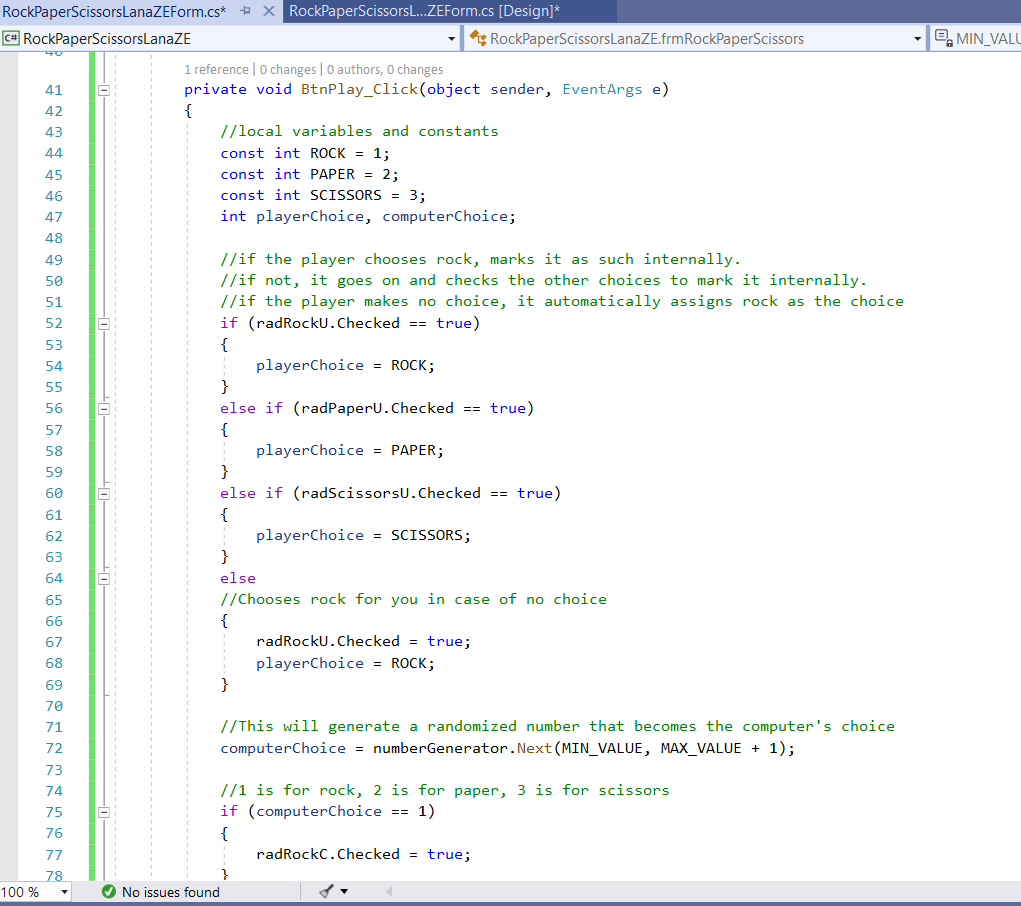 RockPaperScissorsLanaZEForm.cs*
RockPaperScissorsL...ZEForm.cs [Design]*
C# RockPaperScissorsLanaZE
RockPaperScissorsLanaZE.frmRockPaperScissors
MIN_VALU
40
1 reference | 0 changes | 0 authors, 0 changes
41 private void BtnPlay_Click(object sender, EventArgs e)
42 {
43 //local variables and constants
44 const int ROCK = 1;
45 const int PAPER = 2;
46 const int SCISSORS = 3;
47 int playerChoice, computerChoice;
48
49 //if the player chooses rock, marks it as such internally.
50 //if not, it goes on and checks the other choices to mark it internally.
51 //if the player makes no choice, it automatically assigns rock as the choice
52 if (radRockU.Checked == true)
53 {
54 playerChoice = ROCK;
55 }
56 else if (radPaperU.Checked == true)
57 {
58 playerChoice = PAPER;
59 }
60 else if (radScissorsU.Checked == true)
61 {
62 playerChoice = SCISSORS;
63 }
64 else
65 //Chooses rock for you in case of no choice
66 {
67 radRockU.Checked = true;
68 playerChoice = ROCK;
69 }
70
71 //This will generate a randomized number that becomes the computer's choice
72 computerChoice = numberGenerator.Next(MIN_VALUE, MAX_VALUE + 1);
73
74 //1 is for rock, 2 is for paper, 3 is for scissors
75 if (computerChoice == 1)
76 {
77 radRockC.Checked = true;
78 }
100 %
No issues found